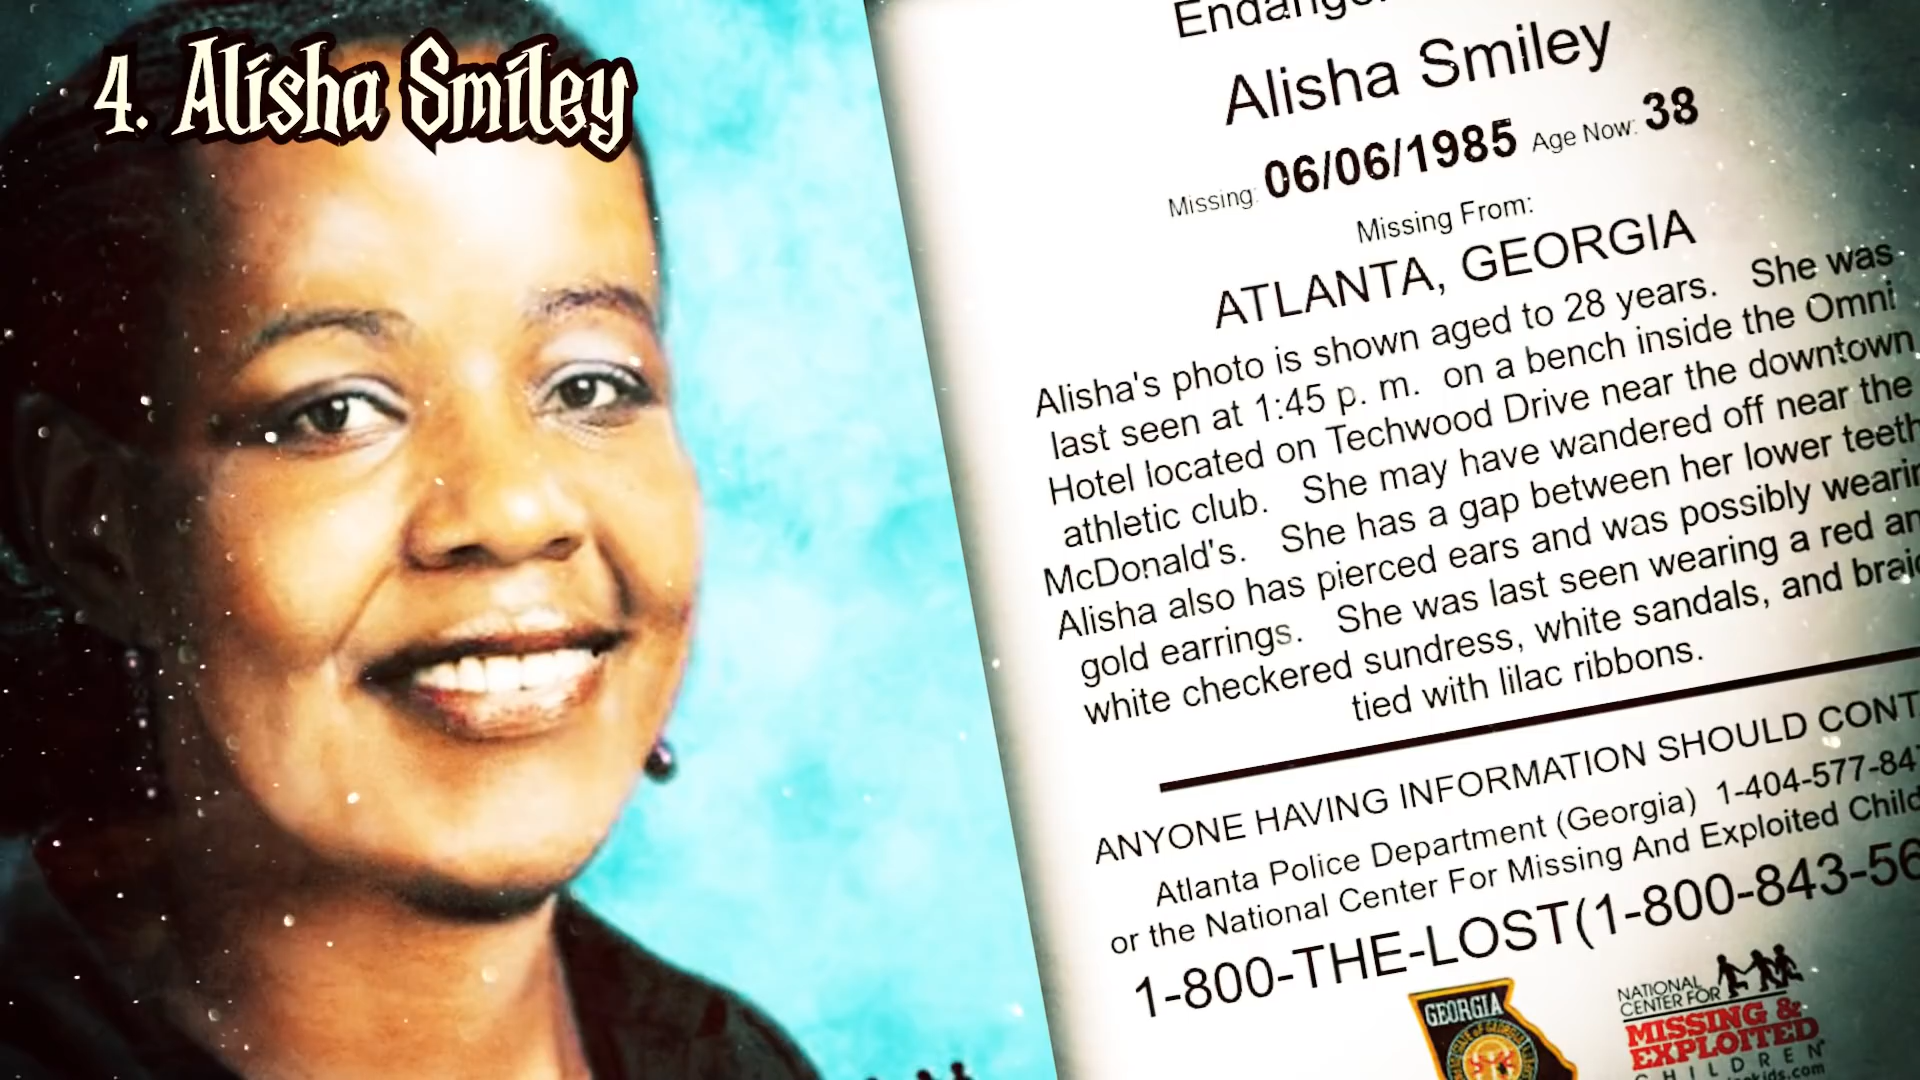 4. Alisha Smiley
Alisha Smiley
Missing: 06/06/1985 Age Now: 38
Missing From:
ATLANTA, GEORGIA
Alisha's photo is shown aged to 28 years. She was
last seen at 1:45 p. m. on a bench inside the Omni
Hotel located on Techwood Drive near the downtown
athletic club. She may have wandered off near the
McDonald's. She has a gap between her lower teeth
Alisha also has pierced ears and was possibly
gold earrings. She was last seen wearing a red
white checkered sundress, white sandals, and
tied with lilac ribbons.
ANYONE HAVING INFORMATION SHOULD
Atlanta Police Department (Georgia) 1-404-577-84
or the National Center For Missing And Exploited
1-800-THE-LOST(1-800-843-56
GEORGIA
NATIONAL
CENTER FOR
MISSING &
EXPLOITED
CHILDREN